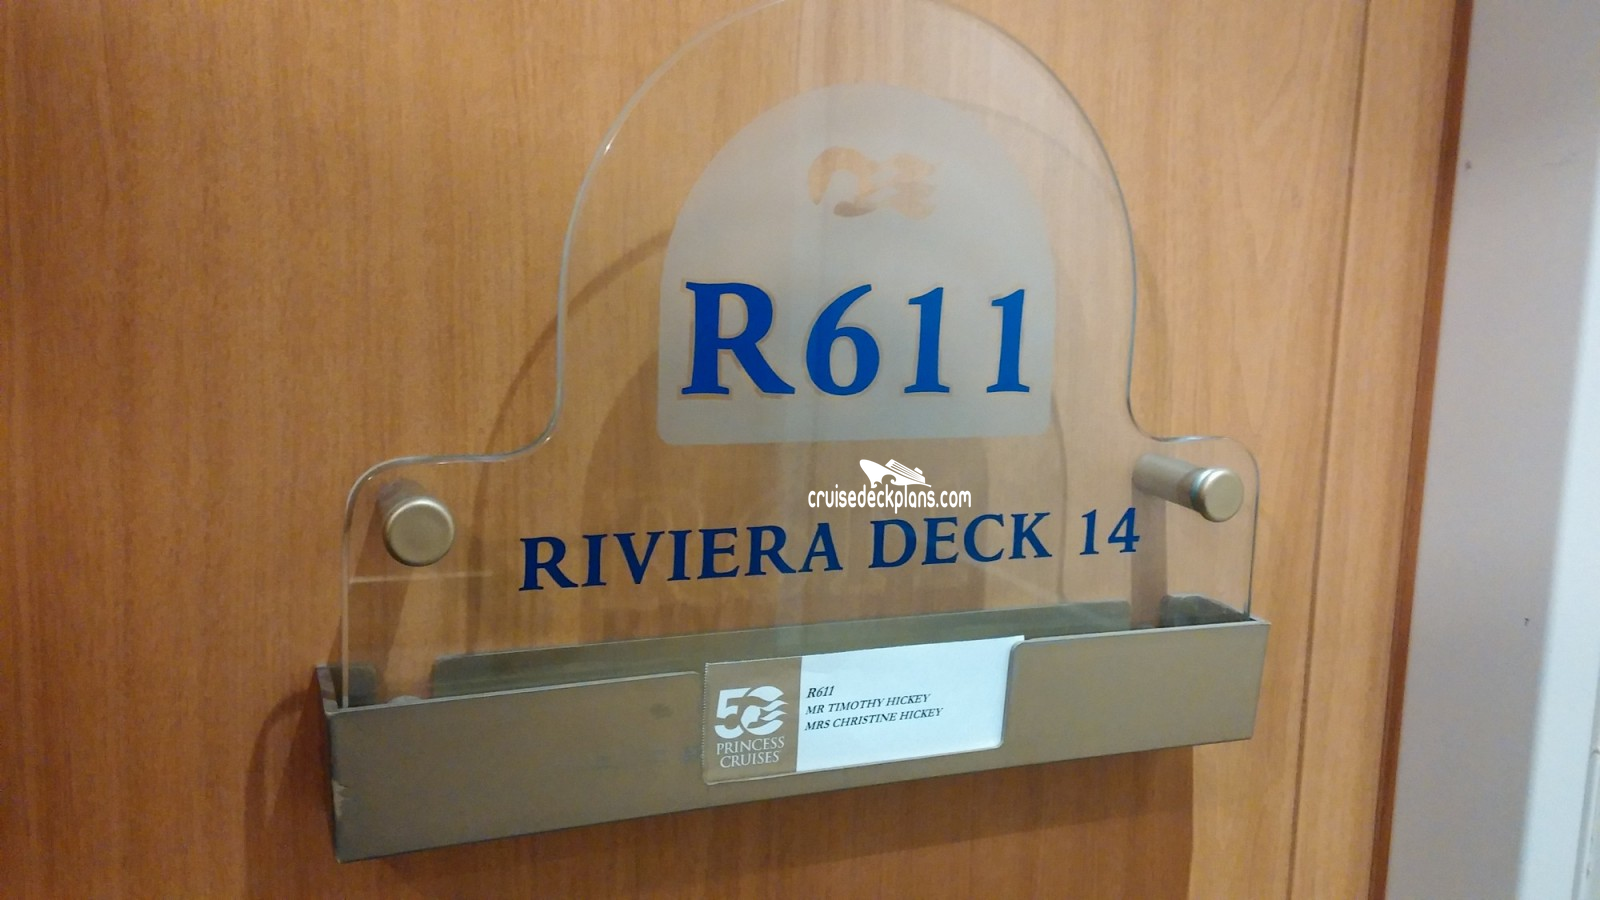 R611
cruisedeckplans.com
RIVIERA DECK 14
R611
MR TIMOTHY HICKEY
MRS CHRISTINE HICKEY
50
PRINCESS
CRUISES